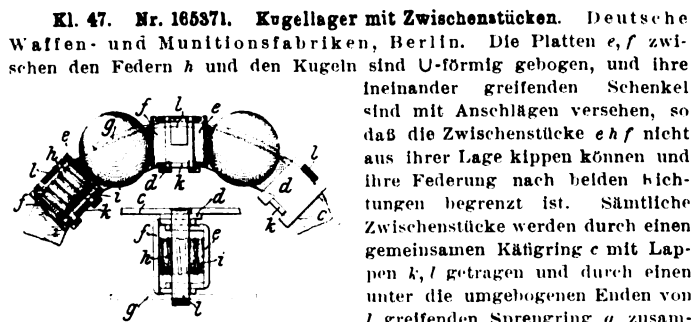 Kl. 47. Nr. 165371. Kugellager mit Zwischenstücken. Deutsche
Waffen- und Munitionsfabriken, Berlin. Die Platten e, f zwi-
schen den Federn h und den Kugeln sind U-förmig gebogen, und ihre
ineinander greifenden Schenkel
sind mit Anschlägen versehen, so
daß die Zwischenstücke e h f nicht
aus ihrer Lage kippen können und
ihre Federung nach beiden Rich-
tungen begrenzt ist. Sämtliche
Zwischenstücke werden durch einen
gemeinsamen Käfigring c mit Lap-
pen k, l getragen und durch einen
unter die umgebogenen Enden von
l greifenden Sprengring g zusam-
g
f
l
e
e
h
l
f
i
k
d
k
d
l
k
c
c
d
f
e
h
i
g
l